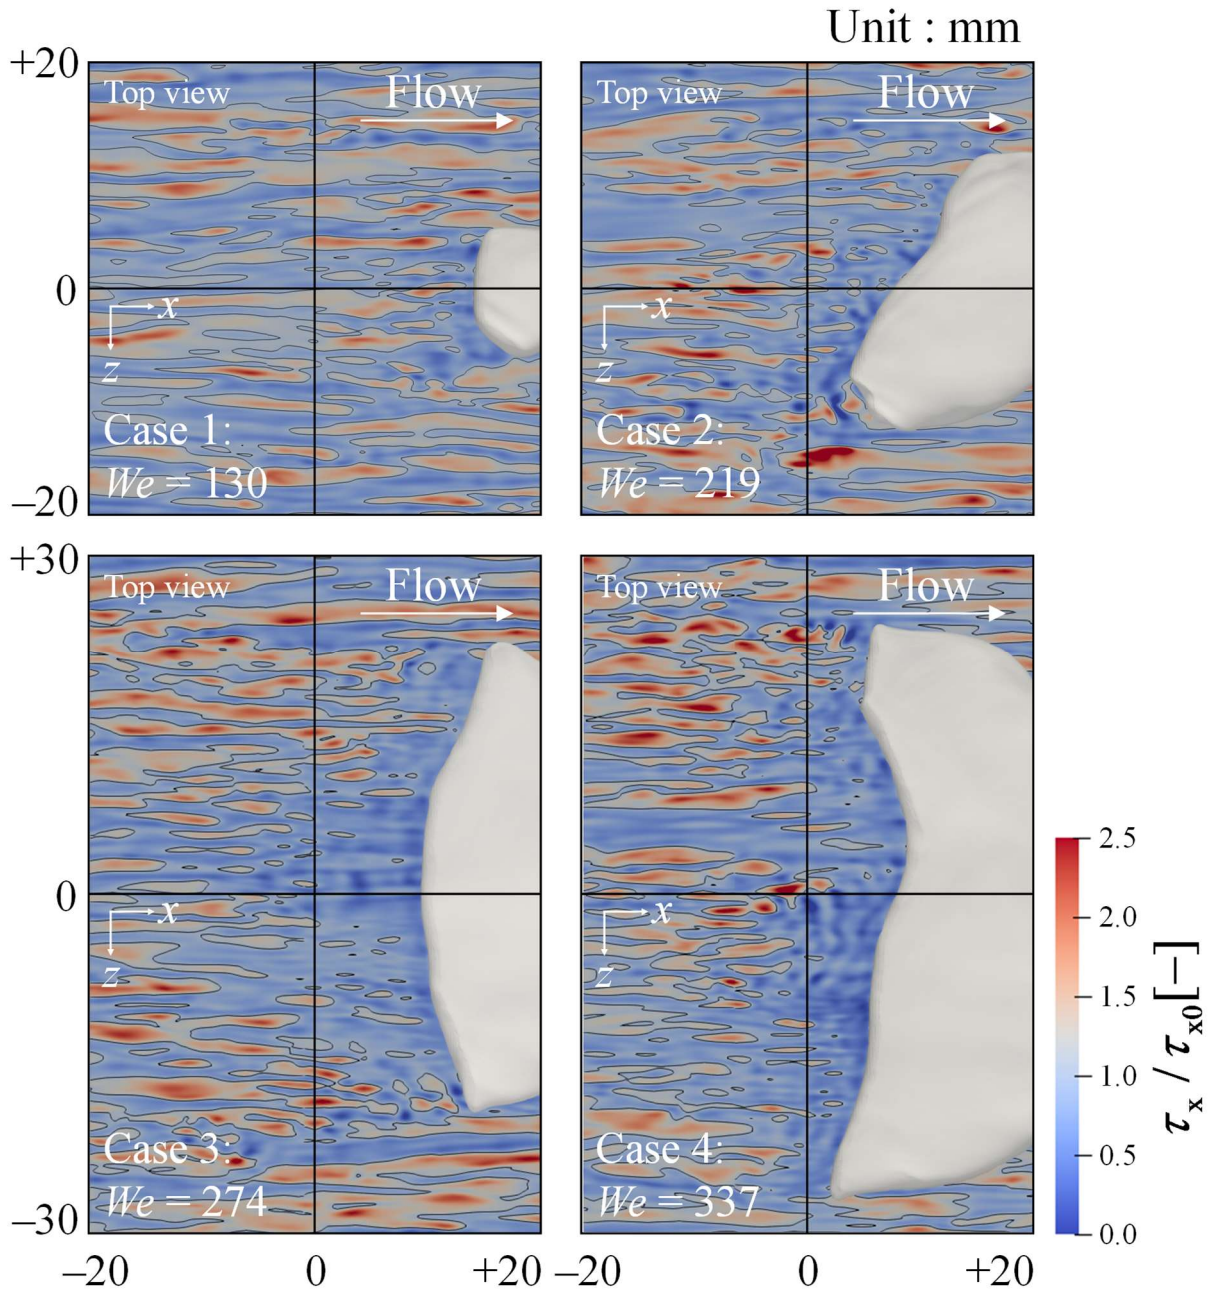 Unit : mm
+20
0
−20
Top view
Flow
x
z
Case 1:
We = 130
Top view
Flow
x
z
Case 2:
We = 219
+30
0
−30
Top view
Flow
x
z
Case 3:
We = 274
Top view
Flow
x
z
Case 4:
We = 337
−20
0
+20
−20
0
+20
2.5
2.0
1.5
1.0
0.5
0.0
τx / τx0[−]